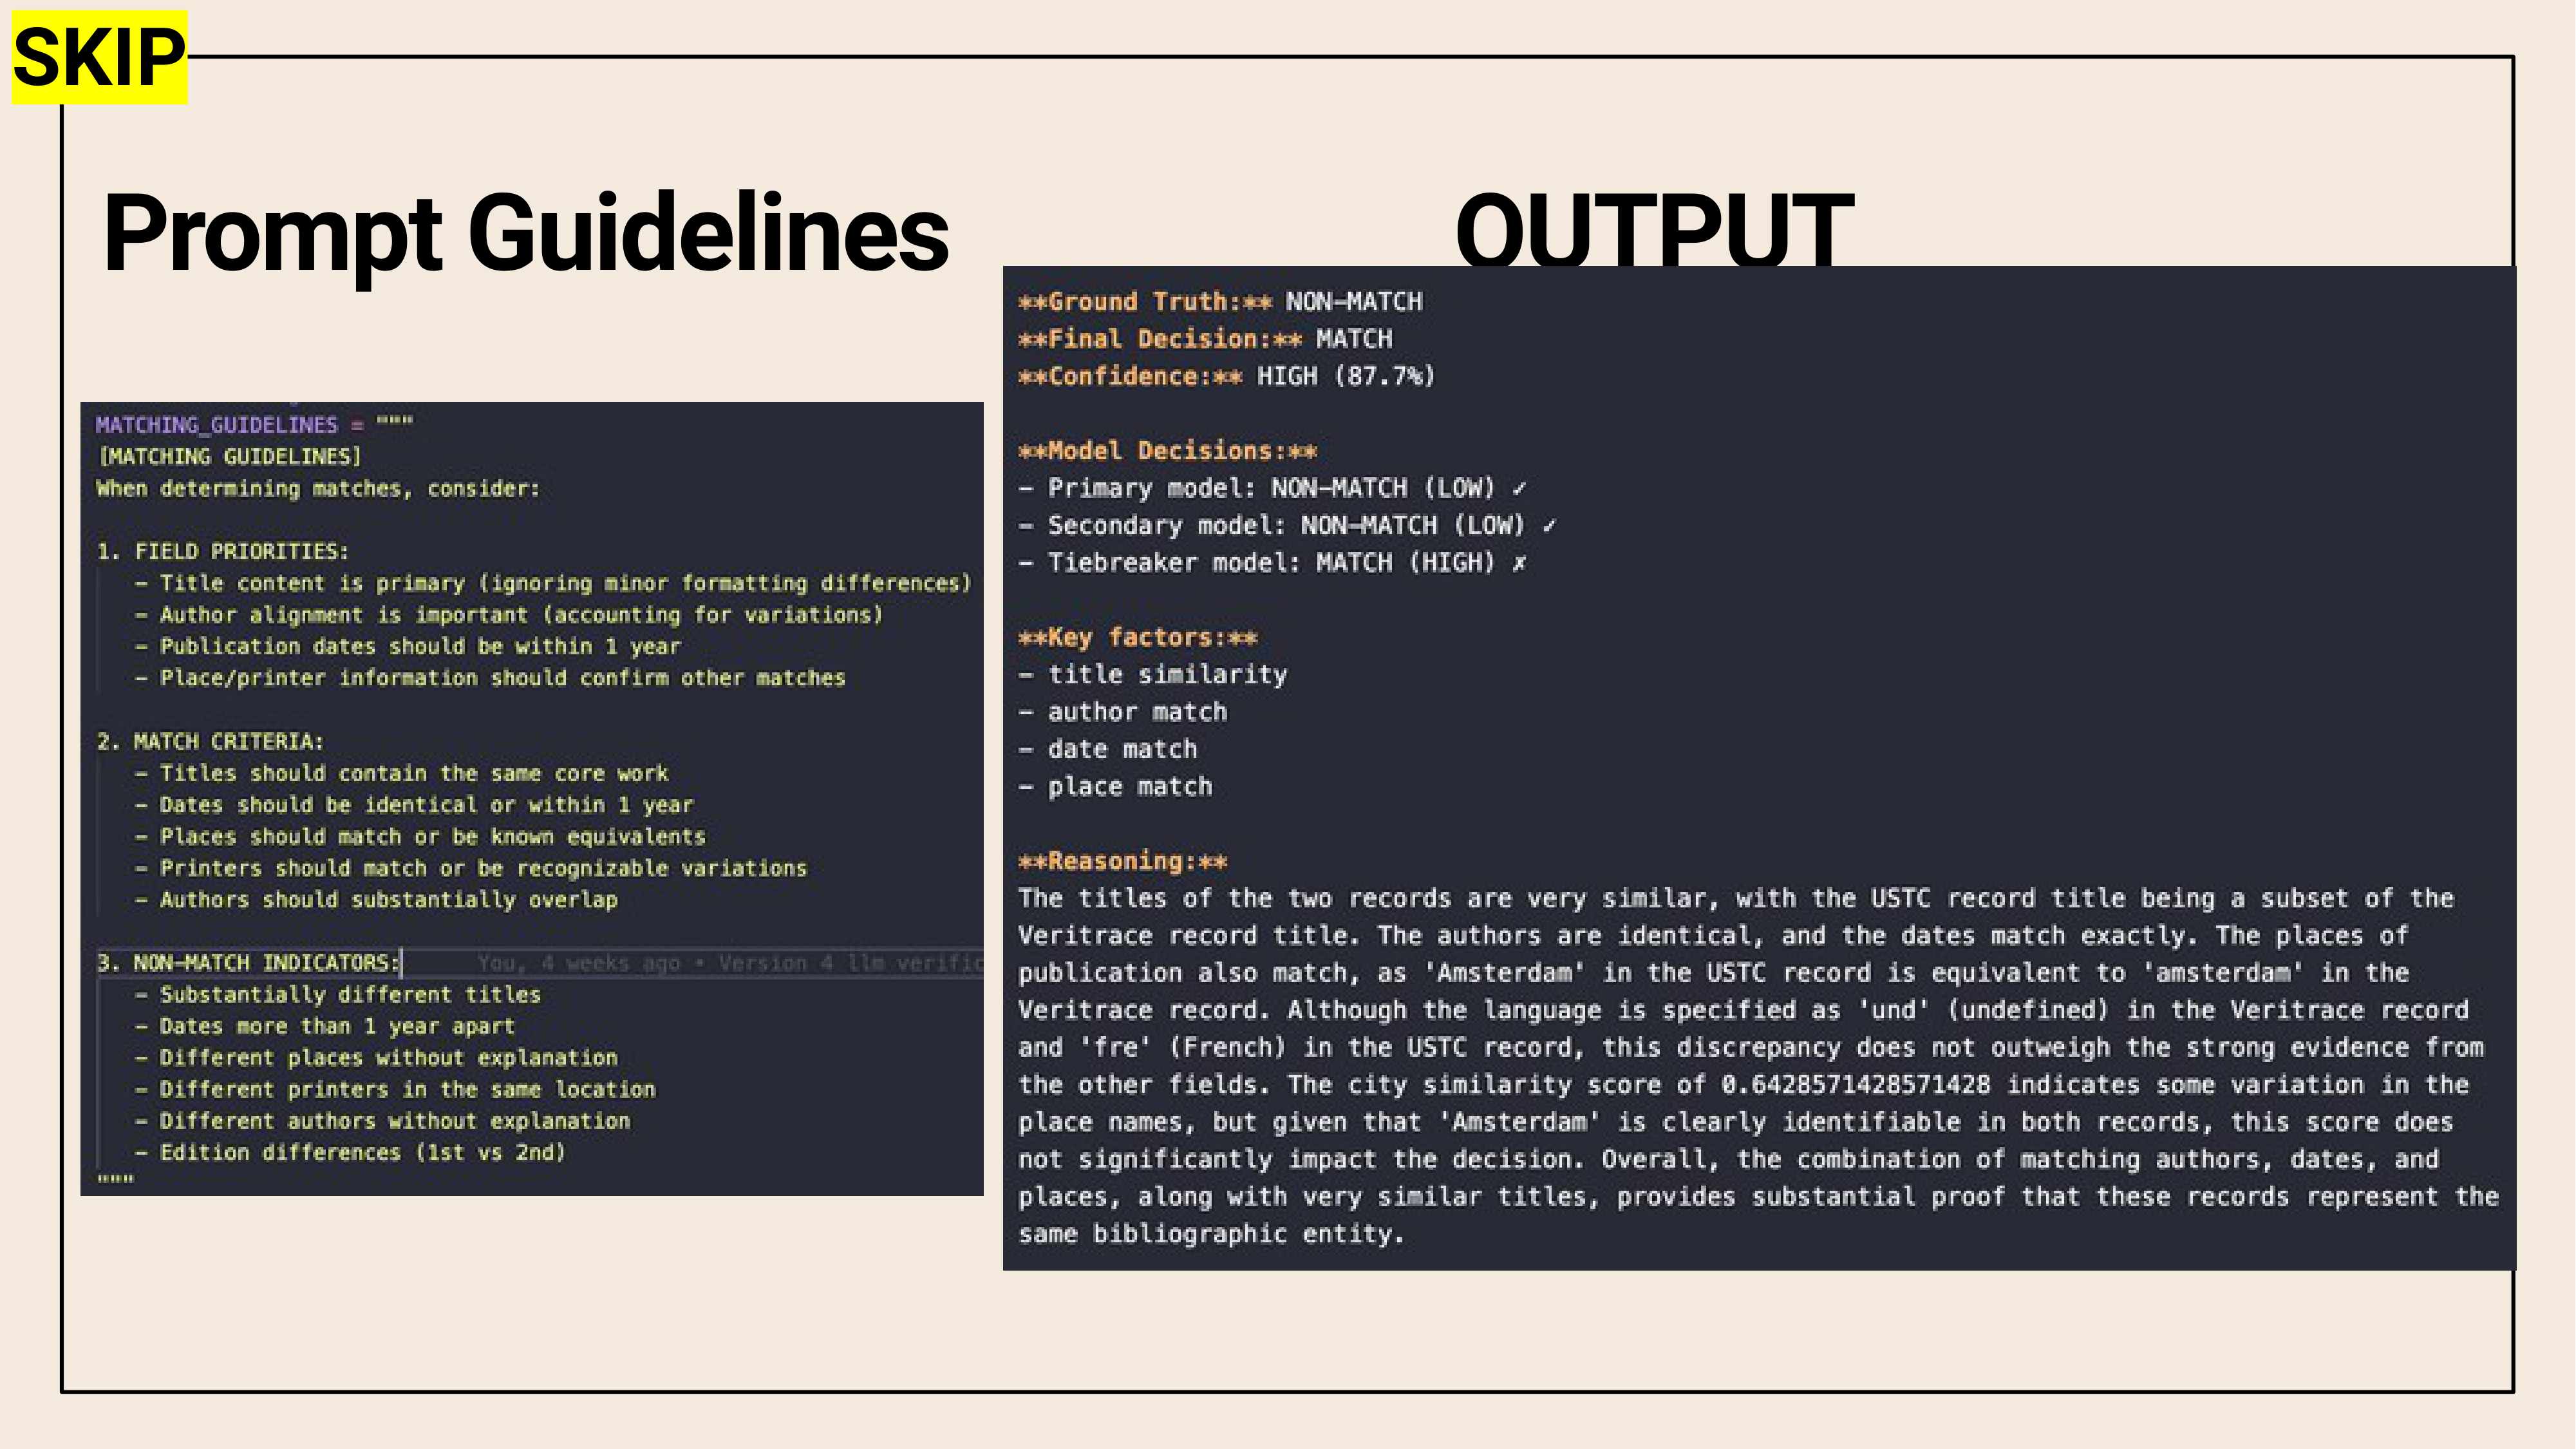 SKIP
Prompt Guidelines
MATCHING_GUIDELINES = """
[MATCHING GUIDELINES]
When determining matches, consider:
1. FIELD PRIORITIES:
– Title content is primary (ignoring minor formatting differences)
– Author alignment is important (accounting for variations)
– Publication dates should be within 1 year
– Place/printer information should confirm other matches
2. MATCH CRITERIA:
– Titles should contain the same core work
– Dates should be identical or within 1 year
– Places should match or be known equivalents
– Printers should match or be recognizable variations
– Authors should substantially overlap
3. NON–MATCH INDICATORS: You, 4 weeks ago • Version 4 llm verific
– Substantially different titles
– Dates more than 1 year apart
– Different places without explanation
– Different printers in the same location
– Different authors without explanation
– Edition differences (1st vs 2nd)
"""
OUTPUT
**Ground Truth:** NON–MATCH
**Final Decision:** MATCH
**Confidence:** HIGH (87.7%)
**Model Decisions:**
– Primary model: NON–MATCH (LOW) ✓
– Secondary model: NON–MATCH (LOW) ✓
– Tiebreaker model: MATCH (HIGH) ✗
**Key factors:**
– title similarity
– author match
– date match
– place match
**Reasoning:**
The titles of the two records are very similar, with the USTC record title being a subset of the
Veritrace record title. The authors are identical, and the dates match exactly. The places of
publication also match, as 'Amsterdam' in the USTC record is equivalent to 'amsterdam' in the
Veritrace record. Although the language is specified as 'und' (undefined) in the Veritrace record
and 'fre' (French) in the USTC record, this discrepancy does not outweigh the strong evidence from
the other fields. The city similarity score of 0.6428571428571428 indicates some variation in the
place names, but given that 'Amsterdam' is clearly identifiable in both records, this score does
not significantly impact the decision. Overall, the combination of matching authors, dates, and
places, along with very similar titles, provides substantial proof that these records represent the
same bibliographic entity.